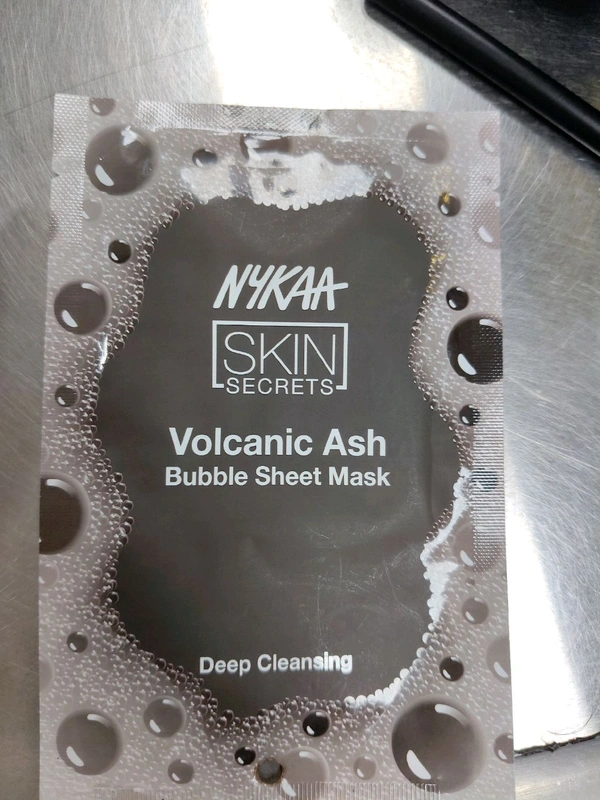 NYKAA
SKIN
SECRETS
Volcanic Ash
Bubble Sheet Mask
Deep Cleansing